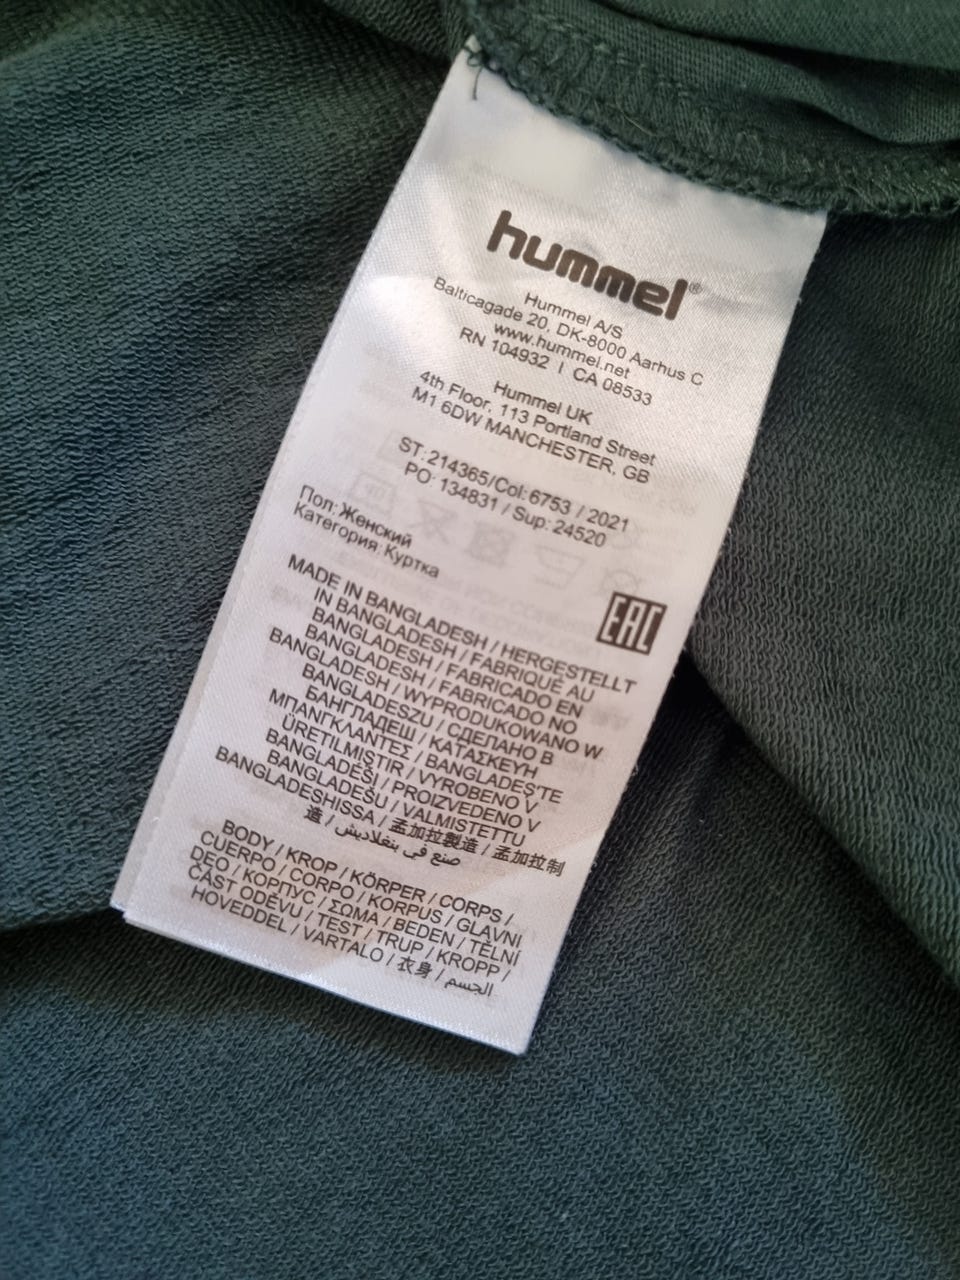 hummel®
Hummel A/S
Balticagade 20, DK-8000 Aarhus C
www.hummel.net
RN 104932 | CA 08533
Hummel UK
4th Floor, 113 Portland Street
M1 6DW MANCHESTER, GB
ST: 214365/Col: 6753 / 2021
PO: 134831 / Sup: 24520
Пол: Женский
Категория: Куртка
EAC
MADE IN BANGLADESH / HERGESTELLT
IN BANGLADESH / FABRIQUÉ AU
BANGLADESH / FABRICADO EN
BANGLADESH / FABRICADO NO
BANGLADESH / WYPRODUKOWANO W
BANGLADESZU / СДЕЛАНО В
БАНГЛАДЕШ / ΚΑΤΑΣΚΕΥΗ
ΜΠΑΝΓΚΛΑΝΤΕΣ / BANGLADEŞ'TE
ÜRETILMIŞTIR / VYROBENO V
BANGLADÉŠI / PROIZVEDENO V
BANGLADEŠU / VALMISTETTU
BANGLADESHISSA / 孟加拉製造 / 孟加拉制
造 / صنع في بنغلاديش
BODY / KROP / KÖRPER / CORPS /
CUERPO / CORPO / KORPUS / GLAVNI
DEO / КОРПУС / ΣΩΜΑ / BEDEN / TĚLNÍ
ČÁST ODĚVU / TEST / TRUP / KROPP /
HOVEDDEL / VARTALO / 衣身 / الجسم